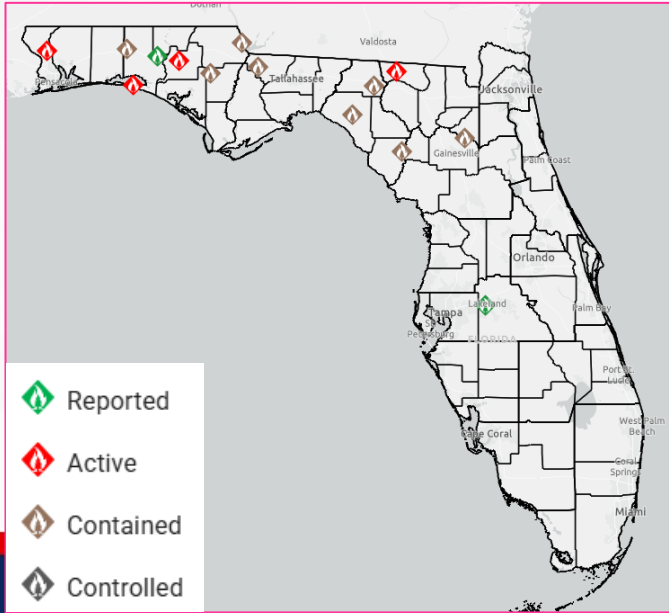 Dothan
Valdosta
Pensacola
Tallahassee
Jacksonville
Gainesville
Palm Coast
Orlando
Lakeland
Tampa
St.
Petersburg
Palm Bay
FLORIDA
Port St.
Lucie
Cape Coral
West Palm
Beach
Coral
Springs
Miami
Reported
Active
Contained
Controlled